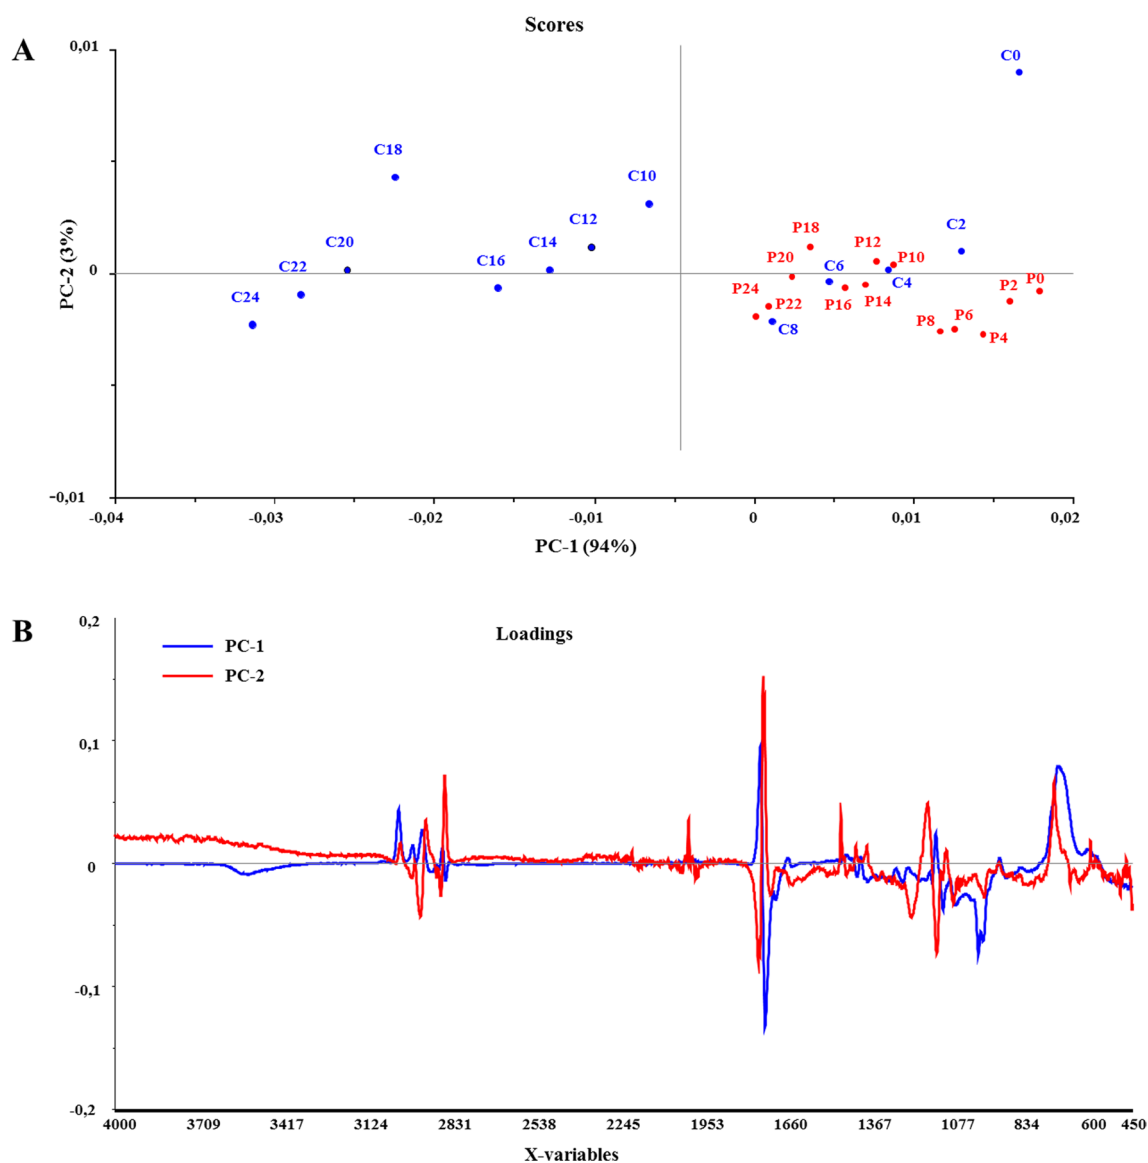 Scores
A
0,01
C0
C18
C10
C2
C12
P18
P12
C20
C14
P10
C6
P20
C16
C22
0
P0
P2
C24
P24
P22
P16
P14
C4
P6
P8
C8
P4
PC-2 (3%)
-0,01
-0,04
-0,03
-0,02
-0,01
0
0,01
0,02
PC-1 (94%)
B
0,2
Loadings
PC-1
PC-2
0,1
0
-0,1
-0,2
4000 3709 3417 3124 2831 2538 2245 1953 1660 1367 1077 834 600 450
X-variables